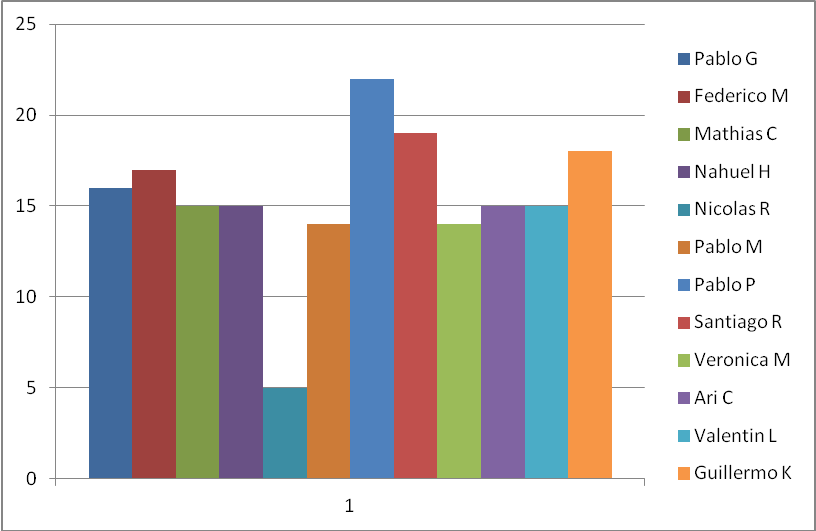 25
20
15
10
5
0
1
Pablo G
Federico M
Mathias C
Nahuel H
Nicolas R
Pablo M
Pablo P
Santiago R
Veronica M
Ari C
Valentin L
Guillermo K